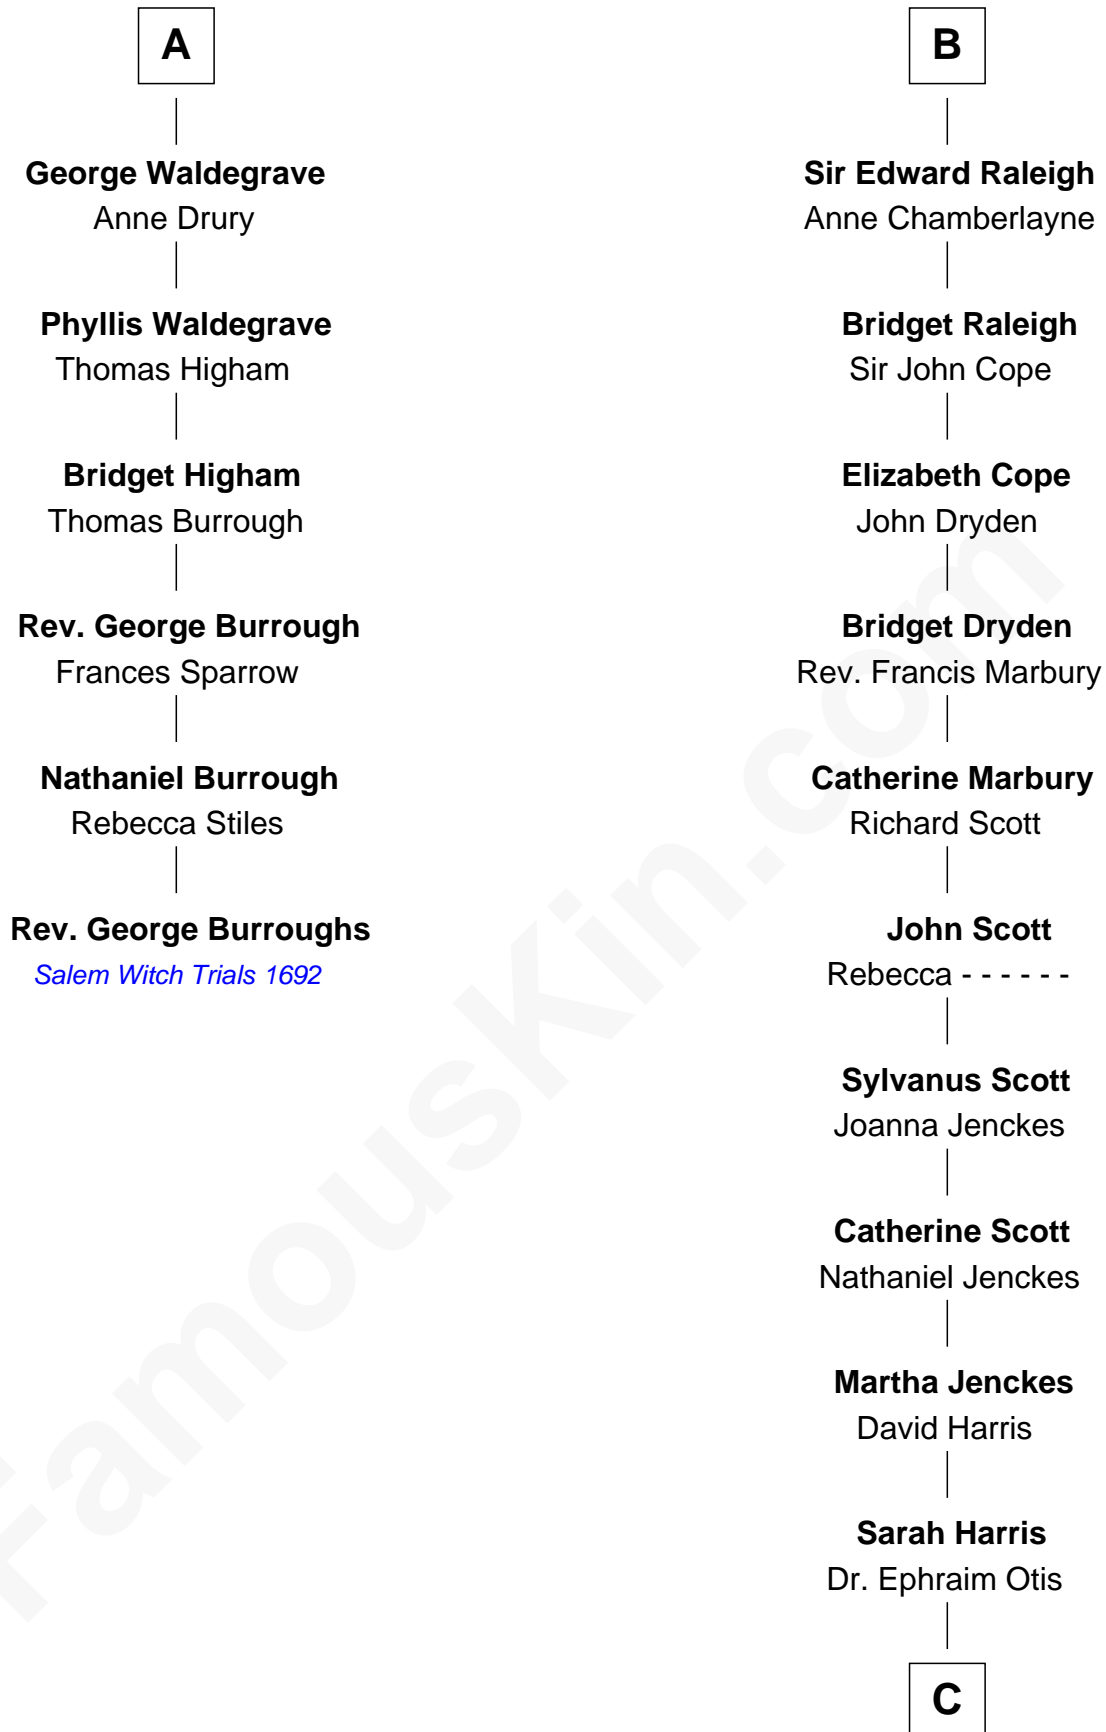 A
George Waldegrave
Anne Drury
Phyllis Waldegrave
Thomas Higham
Bridget Higham
Thomas Burrough
Rev. George Burrough
Frances Sparrow
Nathaniel Burrough
Rebecca Stiles
Rev. George Burroughs
Salem Witch Trials 1692
B
Sir Edward Raleigh
Anne Chamberlayne
Bridget Raleigh
Sir John Cope
Elizabeth Cope
John Dryden
Bridget Dryden
Rev. Francis Marbury
Catherine Marbury
Richard Scott
John Scott
Rebecca - - - - - -
Sylvanus Scott
Joanna Jenckes
Catherine Scott
Nathaniel Jenckes
Martha Jenckes
David Harris
Sarah Harris
Dr. Ephraim Otis
C
FamousKin.com